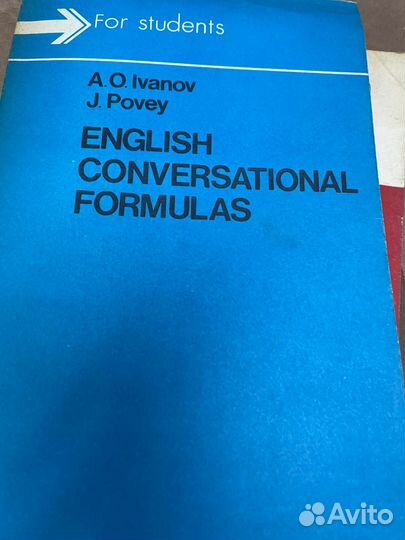 For students
A.O. Ivanov
J. Povey
ENGLISH
CONVERSATIONAL
FORMULAS
Avito